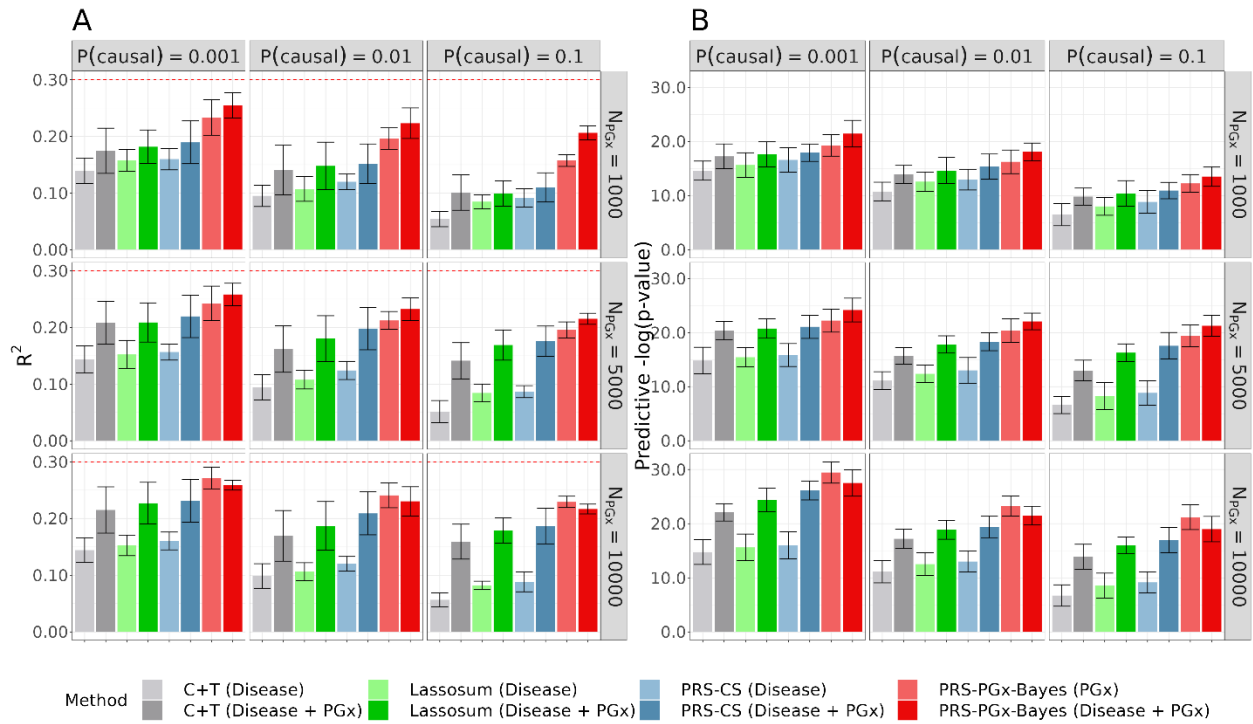 A
P(causal) = 0.001
P(causal) = 0.01
P(causal) = 0.1
0.30
0.20
0.10
0.00
N_PGx = 1000
0.30
0.20
0.10
0.00
N_PGx = 5000
0.30
0.20
0.10
0.00
N_PGx = 10000
R²
B
P(causal) = 0.001
P(causal) = 0.01
P(causal) = 0.1
30.0
20.0
10.0
0.0
N_PGx = 1000
30.0
20.0
10.0
0.0
N_PGx = 5000
30.0
20.0
10.0
0.0
N_PGx = 10000
Predictive -log(p-value)
Method
C+T (Disease)
C+T (Disease + PGx)
Lassosum (Disease)
Lassosum (Disease + PGx)
PRS-CS (Disease)
PRS-CS (Disease + PGx)
PRS-PGx-Bayes (PGx)
PRS-PGx-Bayes (Disease + PGx)